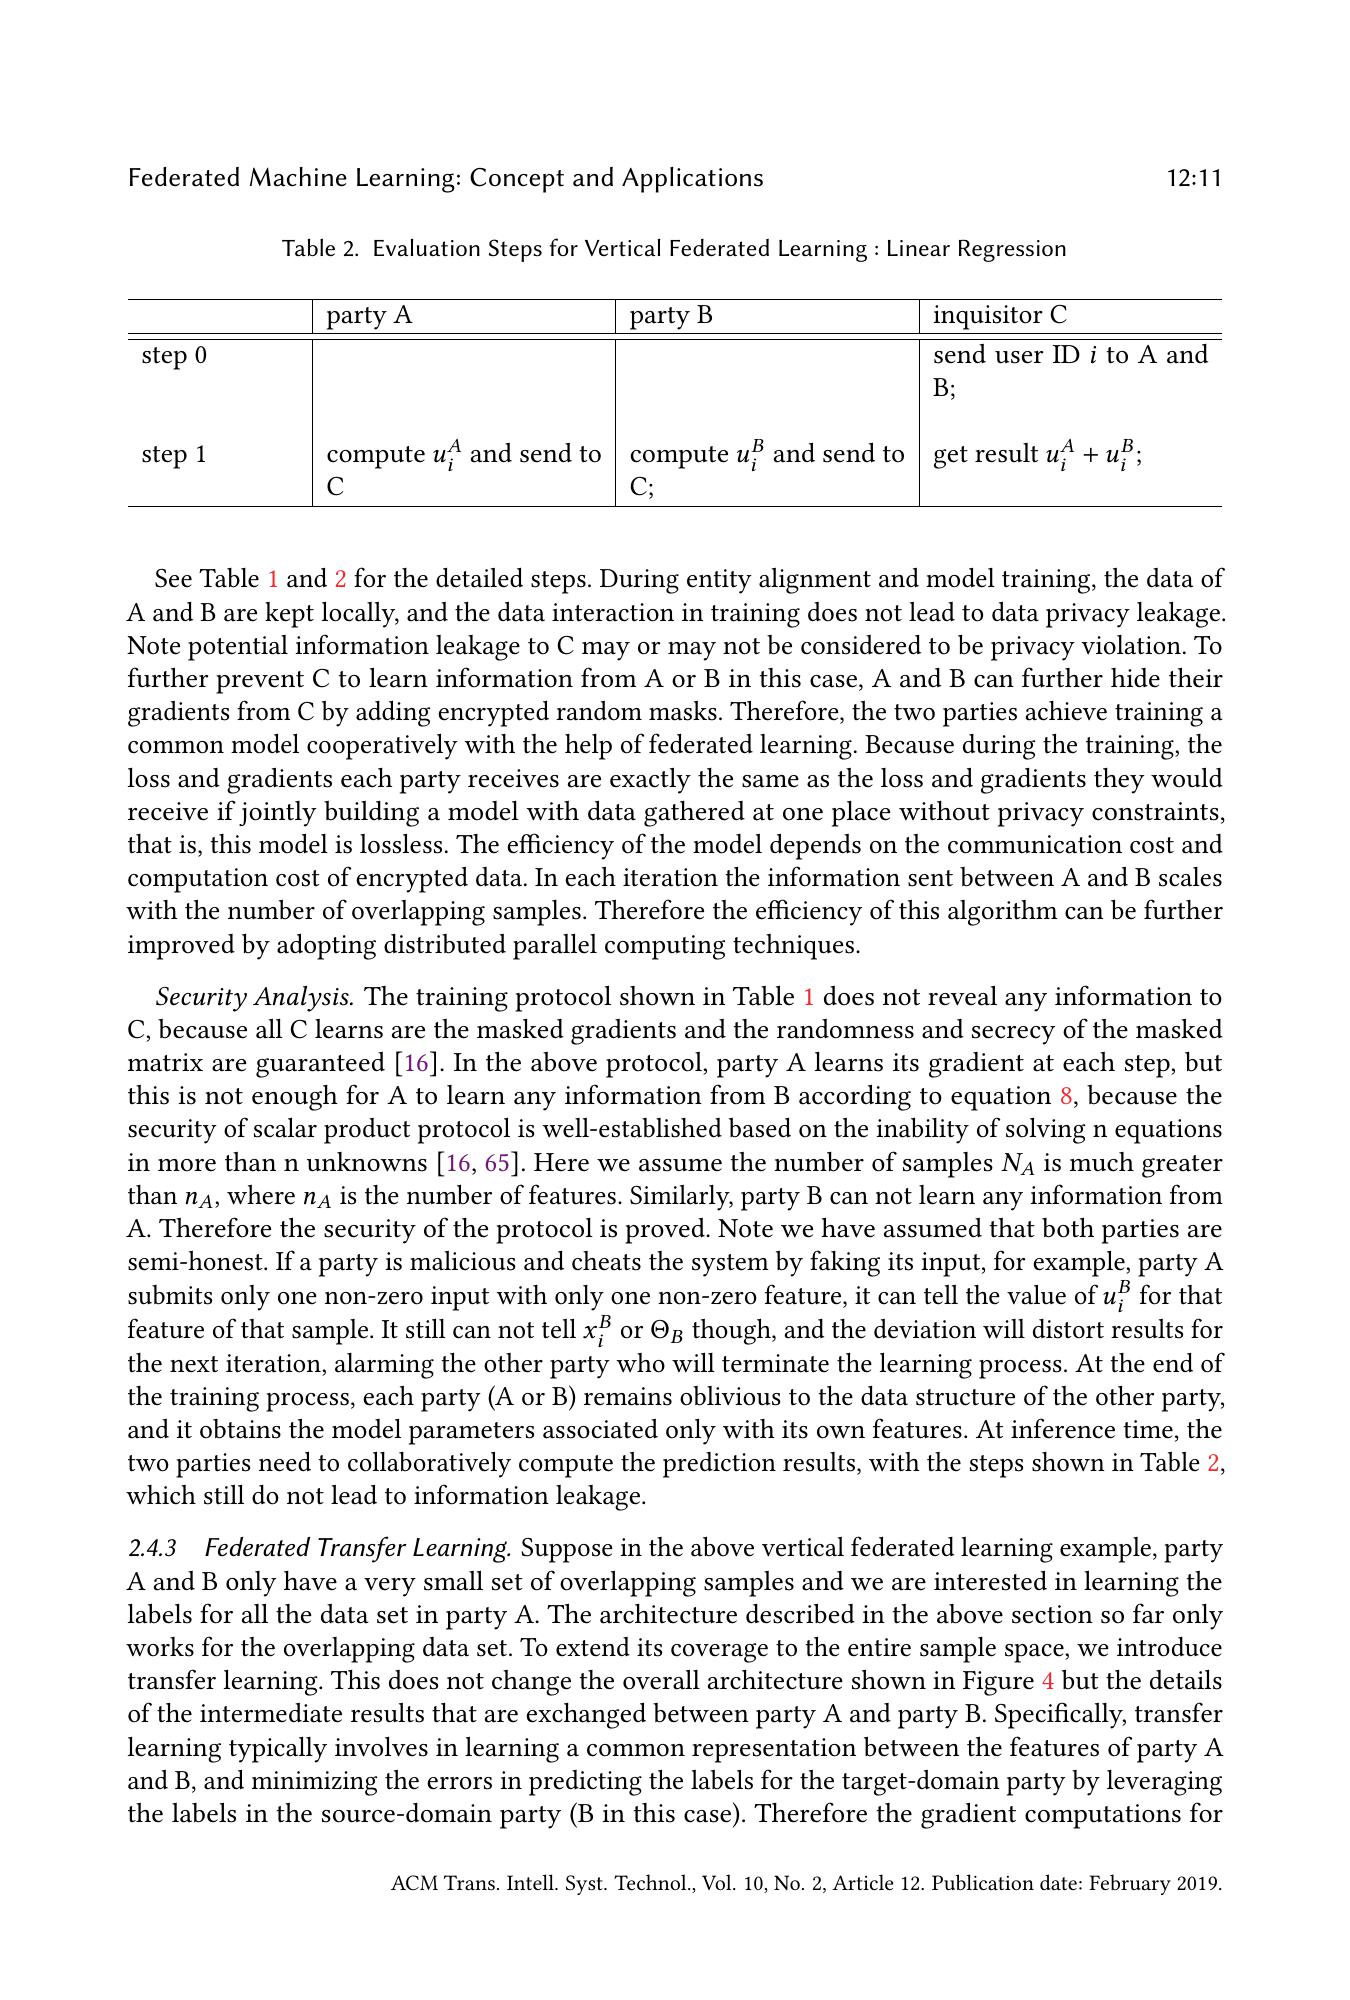 Federated Machine Learning: Concept and Applications 12:11
Table 2. Evaluation Steps for Vertical Federated Learning : Linear Regression
party A party B inquisitor C
step 0 send user ID i to A and
B;
step 1 compute u_i^A and send to compute u_i^B and send to get result u_i^A + u_i^B;
C C;
See Table 1 and 2 for the detailed steps. During entity alignment and model training, the data of
A and B are kept locally, and the data interaction in training does not lead to data privacy leakage.
Note potential information leakage to C may or may not be considered to be privacy violation. To
further prevent C to learn information from A or B in this case, A and B can further hide their
gradients from C by adding encrypted random masks. Therefore, the two parties achieve training a
common model cooperatively with the help of federated learning. Because during the training, the
loss and gradients each party receives are exactly the same as the loss and gradients they would
receive if jointly building a model with data gathered at one place without privacy constraints,
that is, this model is lossless. The efficiency of the model depends on the communication cost and
computation cost of encrypted data. In each iteration the information sent between A and B scales
with the number of overlapping samples. Therefore the efficiency of this algorithm can be further
improved by adopting distributed parallel computing techniques.
Security Analysis. The training protocol shown in Table 1 does not reveal any information to
C, because all C learns are the masked gradients and the randomness and secrecy of the masked
matrix are guaranteed [16]. In the above protocol, party A learns its gradient at each step, but
this is not enough for A to learn any information from B according to equation 8, because the
security of scalar product protocol is well-established based on the inability of solving n equations
in more than n unknowns [16, 65]. Here we assume the number of samples N_A is much greater
than n_A, where n_A is the number of features. Similarly, party B can not learn any information from
A. Therefore the security of the protocol is proved. Note we have assumed that both parties are
semi-honest. If a party is malicious and cheats the system by faking its input, for example, party A
submits only one non-zero input with only one non-zero feature, it can tell the value of u_i^B for that
feature of that sample. It still can not tell x_i^B or Θ_B though, and the deviation will distort results for
the next iteration, alarming the other party who will terminate the learning process. At the end of
the training process, each party (A or B) remains oblivious to the data structure of the other party,
and it obtains the model parameters associated only with its own features. At inference time, the
two parties need to collaboratively compute the prediction results, with the steps shown in Table 2,
which still do not lead to information leakage.
2.4.3 Federated Transfer Learning. Suppose in the above vertical federated learning example, party
A and B only have a very small set of overlapping samples and we are interested in learning the
labels for all the data set in party A. The architecture described in the above section so far only
works for the overlapping data set. To extend its coverage to the entire sample space, we introduce
transfer learning. This does not change the overall architecture shown in Figure 4 but the details
of the intermediate results that are exchanged between party A and party B. Specifically, transfer
learning typically involves in learning a common representation between the features of party A
and B, and minimizing the errors in predicting the labels for the target-domain party by leveraging
the labels in the source-domain party (B in this case). Therefore the gradient computations for
ACM Trans. Intell. Syst. Technol., Vol. 10, No. 2, Article 12. Publication date: February 2019.